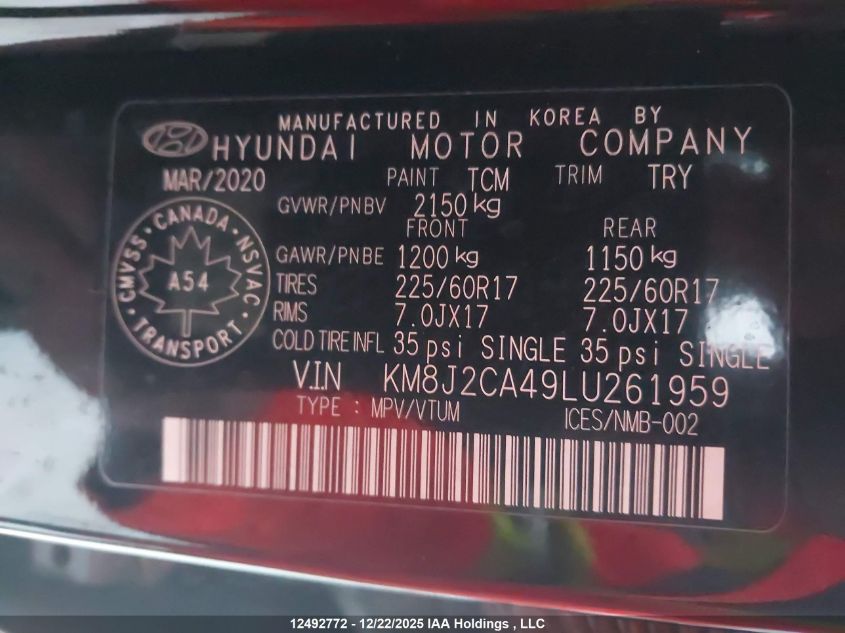 MANUFACTURED IN KOREA BY
HYUNDAI MOTOR COMPANY
MAR/2020 PAINT TCM TRIM TRY
GVWR/PNBV 2150kg
FRONT REAR
GAWR/PNBE 1200 kg 1150 kg
TIRES 225/60R17 225/60R17
RIMS 7.0JX17 7.0JX17
COLD TIRE INFL 35 psi SINGLE 35 psi SINGLE
V.I.N KM8J2CA49LU261959
TYPE : MPV/VTUM ICES/NMB-002
CMVSS • CANADA • NSVAC
A54
TRANSPORT
12492772 - 12/22/2025 IAA Holdings , LLC